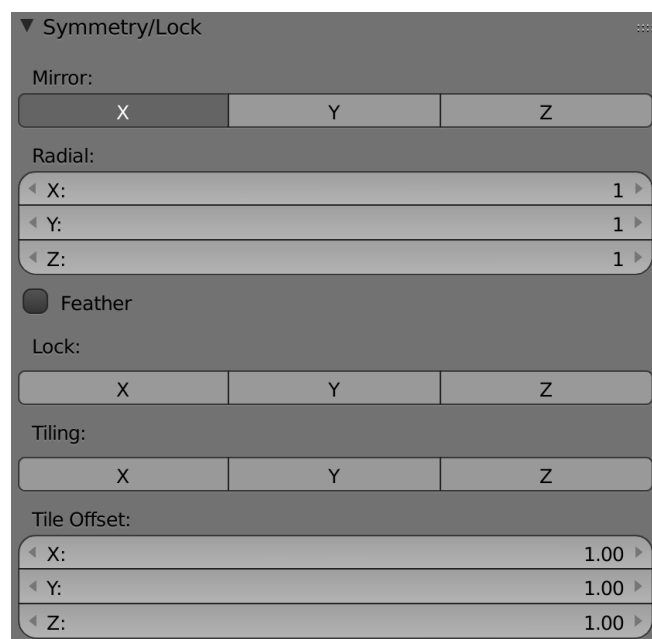 Symmetry/Lock
Mirror:
X Y Z
Radial:
X: 1
Y: 1
Z: 1
Feather
Lock:
X Y Z
Tiling:
X Y Z
Tile Offset:
X: 1.00
Y: 1.00
Z: 1.00